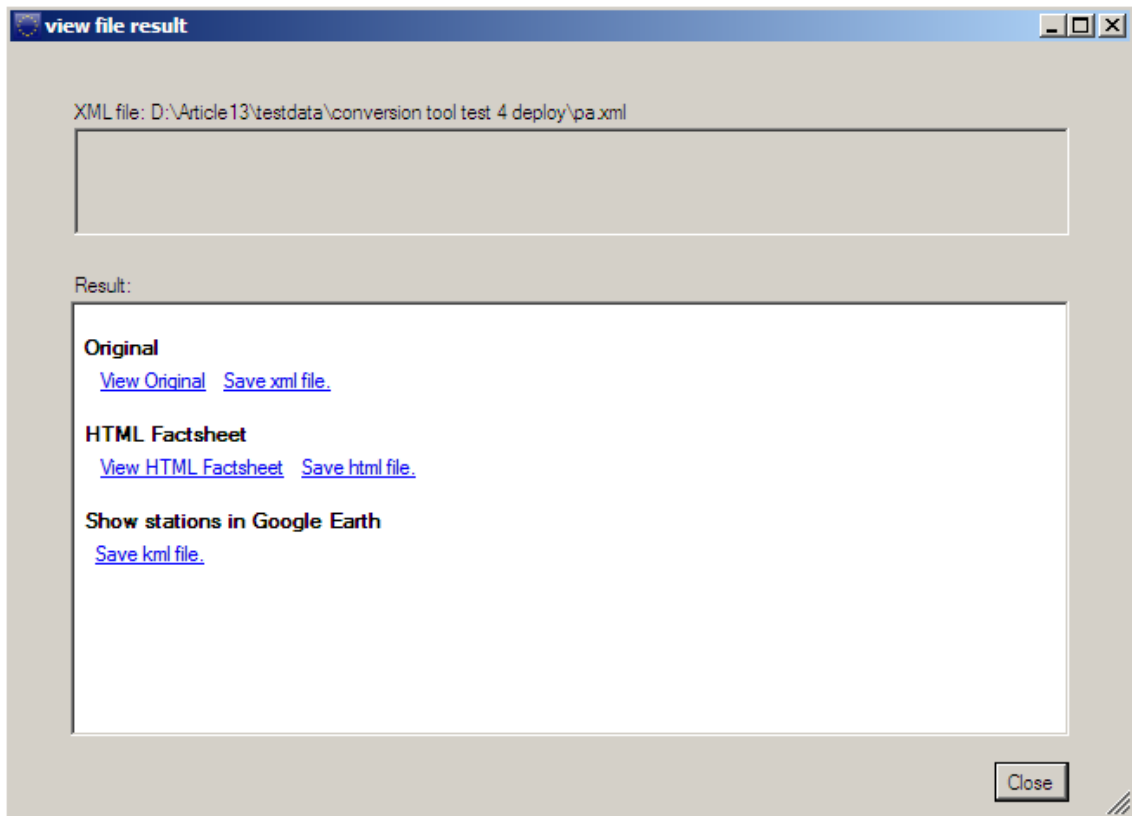 view file result
XML file: D:\Article13\testdata\conversion tool test 4 deploy\pa.xml
Result:
Original
View Original Save xml file.
HTML Factsheet
View HTML Factsheet Save html file.
Show stations in Google Earth
Save kml file.
Close